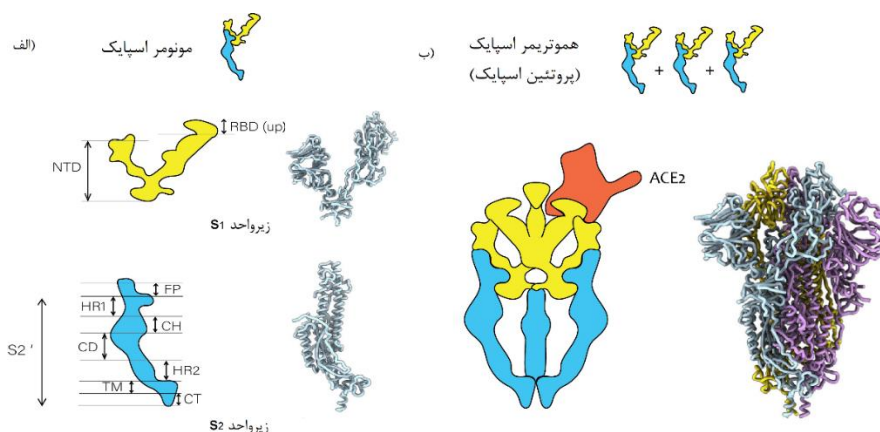 الف)
مونومر اسپایک
RBD (up)
NTD
زیرواحد S1
FP
HR1
CH
S2 '
CD
HR2
TM
CT
زیرواحد S2
ب)
هموتریمر اسپایک
(پروتئین اسپایک)
+ +
ACE2